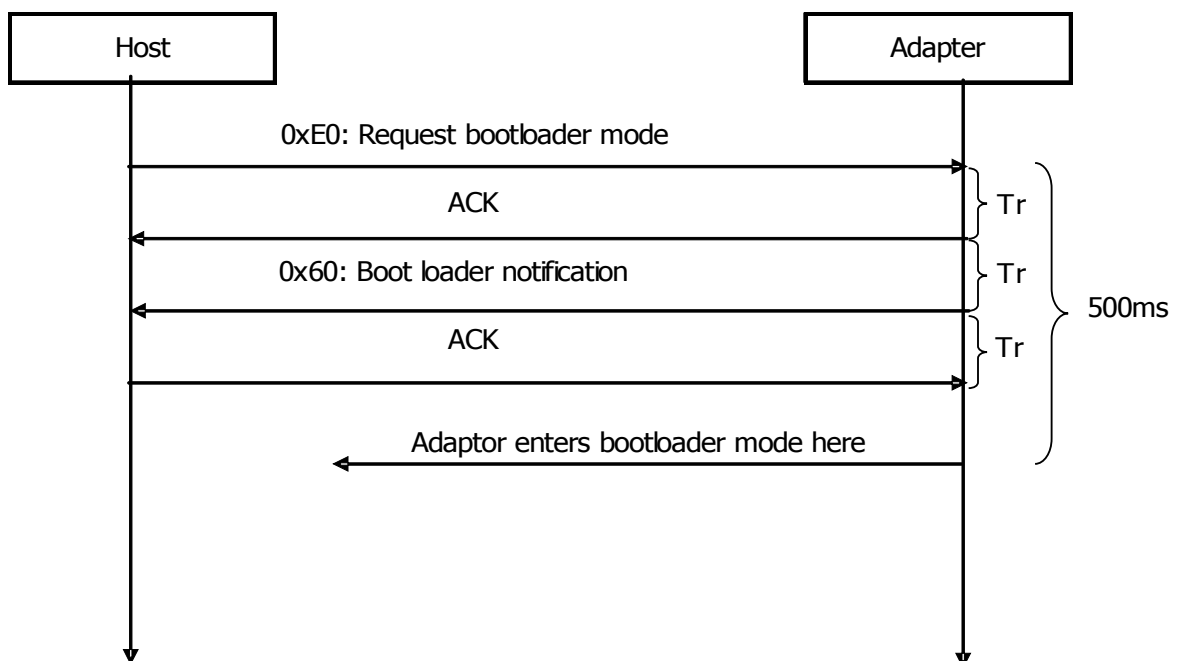 Host
Adapter
0xE0: Request bootloader mode
ACK
Tr
0x60: Boot loader notification
Tr
500ms
ACK
Tr
Adaptor enters bootloader mode here